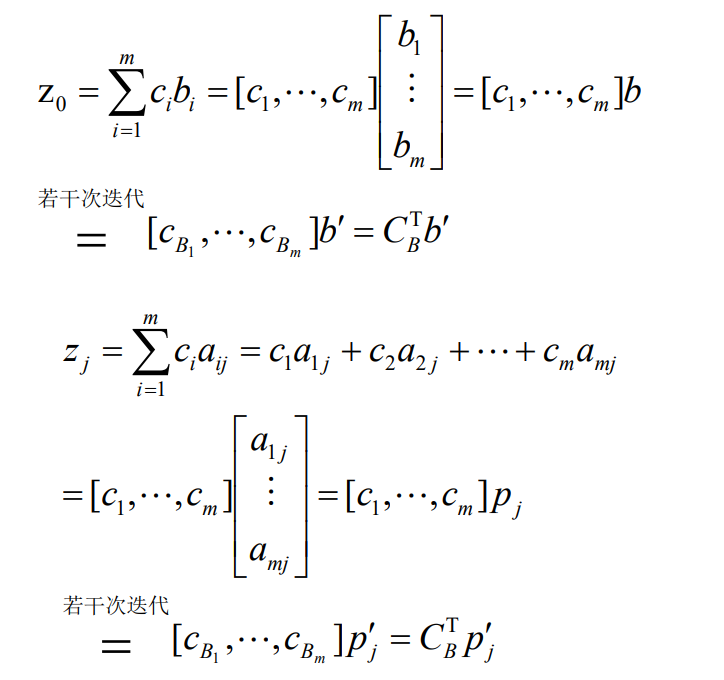 $z_0 = \sum_{i=1}^{m} c_i b_i = [c_1, \cdots, c_m] \begin{bmatrix} b_1 \\ \vdots \\ b_m \end{bmatrix} = [c_1, \cdots, c_m] b$
若干次迭代
$= [c_{B_1}, \cdots, c_{B_m}] b' = C_B^{\mathrm{T}} b'$
$z_j = \sum_{i=1}^{m} c_i a_{ij} = c_1 a_{1j} + c_2 a_{2j} + \cdots + c_m a_{mj}$
$= [c_1, \cdots, c_m] \begin{bmatrix} a_{1j} \\ \vdots \\ a_{mj} \end{bmatrix} = [c_1, \cdots, c_m] p_j$
若干次迭代
$= [c_{B_1}, \cdots, c_{B_m}] p'_j = C_B^{\mathrm{T}} p'_j$